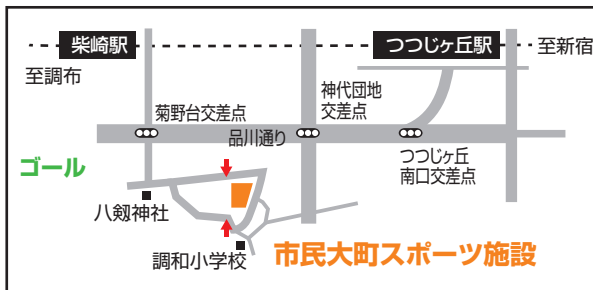 柴崎駅
つつじヶ丘駅
至新宿
至調布
神代団地
交差点
菊野台交差点
品川通り
つつじヶ丘
南口交差点
ゴール
八剱神社
調和小学校
市民大町スポーツ施設